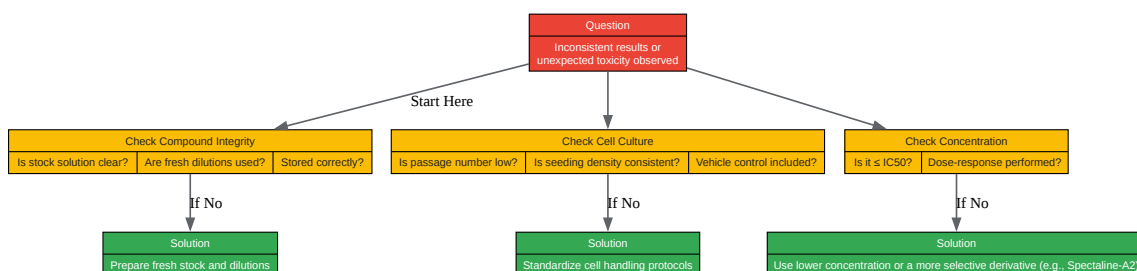 Question
Inconsistent results or
unexpected toxicity observed
Start Here
Check Compound Integrity
Is stock solution clear?
Are fresh dilutions used?
Stored correctly?
Check Cell Culture
Is passage number low?
Is seeding density consistent?
Vehicle control included?
Check Concentration
Is it ≤ IC50?
Dose-response performed?
If No
If No
If No
Solution
Prepare fresh stock and dilutions
Solution
Standardize cell handling protocols
Solution
Use lower concentration or a more selective derivative (e.g., Spectaline-A2)